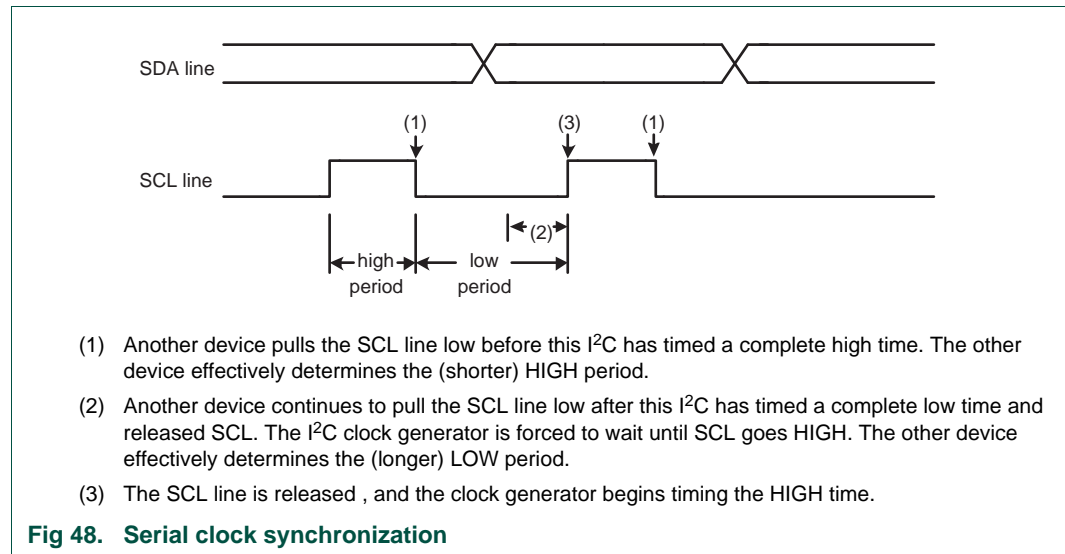 SDA line
(1) (3) (1)
SCL line
(2)
high low
period period
(1) Another device pulls the SCL line low before this I2C has timed a complete high time. The other
device effectively determines the (shorter) HIGH period.
(2) Another device continues to pull the SCL line low after this I2C has timed a complete low time and
released SCL. The I2C clock generator is forced to wait until SCL goes HIGH. The other device
effectively determines the (longer) LOW period.
(3) The SCL line is released , and the clock generator begins timing the HIGH time.
Fig 48. Serial clock synchronization